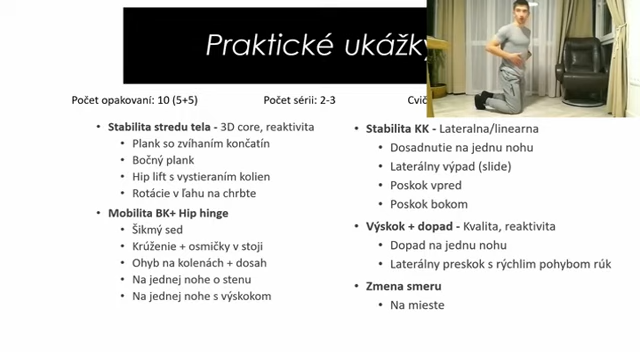 Praktické ukážky
Počet opakovaní: 10 (5+5)
Počet sérii: 2-3
Cvič
Stabilita stredu tela - 3D core, reaktivita
Plank so zvíhaním končatín
Bočný plank
Hip lift s vystieraním kolien
Rotácie v ľahu na chrbte
Mobilita BK+ Hip hinge
Šikmý sed
Krúženie + osmičky v stoji
Ohyb na kolenách + dosah
Na jednej nohe o stenu
Na jednej nohe s výskokom
Stabilita KK - Lateralna/linearna
Dosadnutie na jednu nohu
Laterálny výpad (slide)
Poskok vpred
Poskok bokom
Výskok + dopad - Kvalita, reaktivita
Dopad na jednu nohu
Laterálny preskok s rýchlim pohybom rúk
Zmena smeru
Na mieste